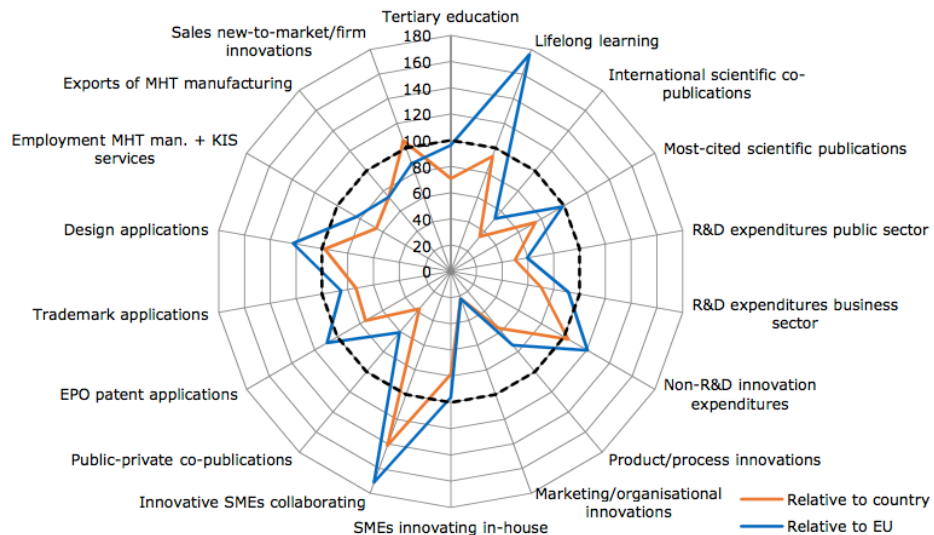 Tertiary education
Lifelong learning
International scientific co-
publications
Most-cited scientific publications
R&D expenditures public sector
R&D expenditures business
sector
Non-R&D innovation
expenditures
Product/process innovations
Marketing/organisational
innovations
SMEs innovating in-house
Innovative SMEs collaborating
Public-private co-publications
EPO patent applications
Trademark applications
Design applications
Employment MHT man. + KIS
services
Exports of MHT manufacturing
Sales new-to-market/firm
innovations
180
160
140
120
100
80
60
40
20
0
Relative to country
Relative to EU